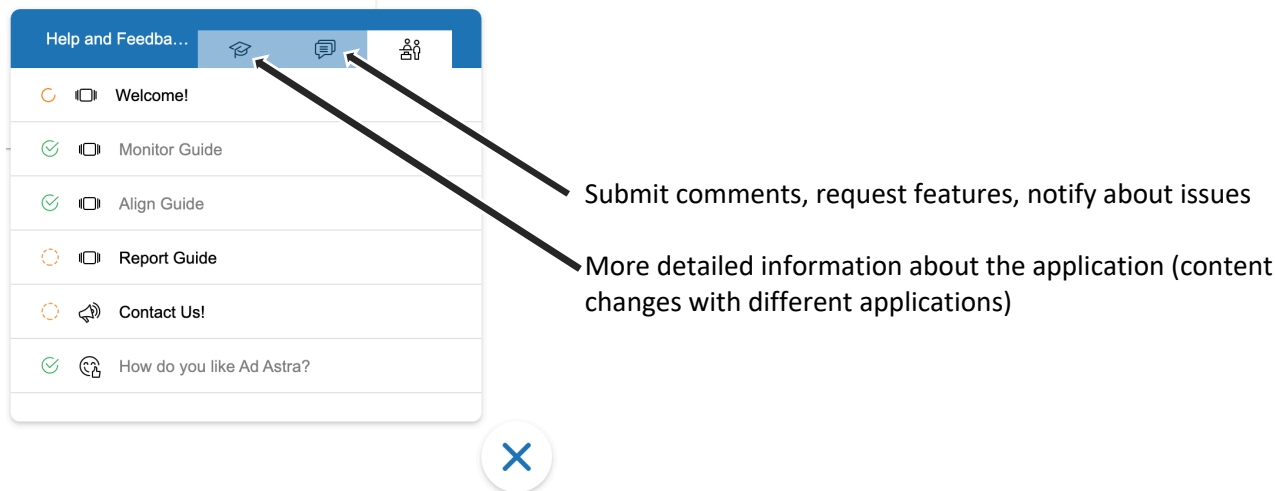 Help and Feedba...
Welcome!
Monitor Guide
Align Guide
Submit comments, request features, notify about issues
Report Guide
More detailed information about the application (content
changes with different applications)
Contact Us!
How do you like Ad Astra?